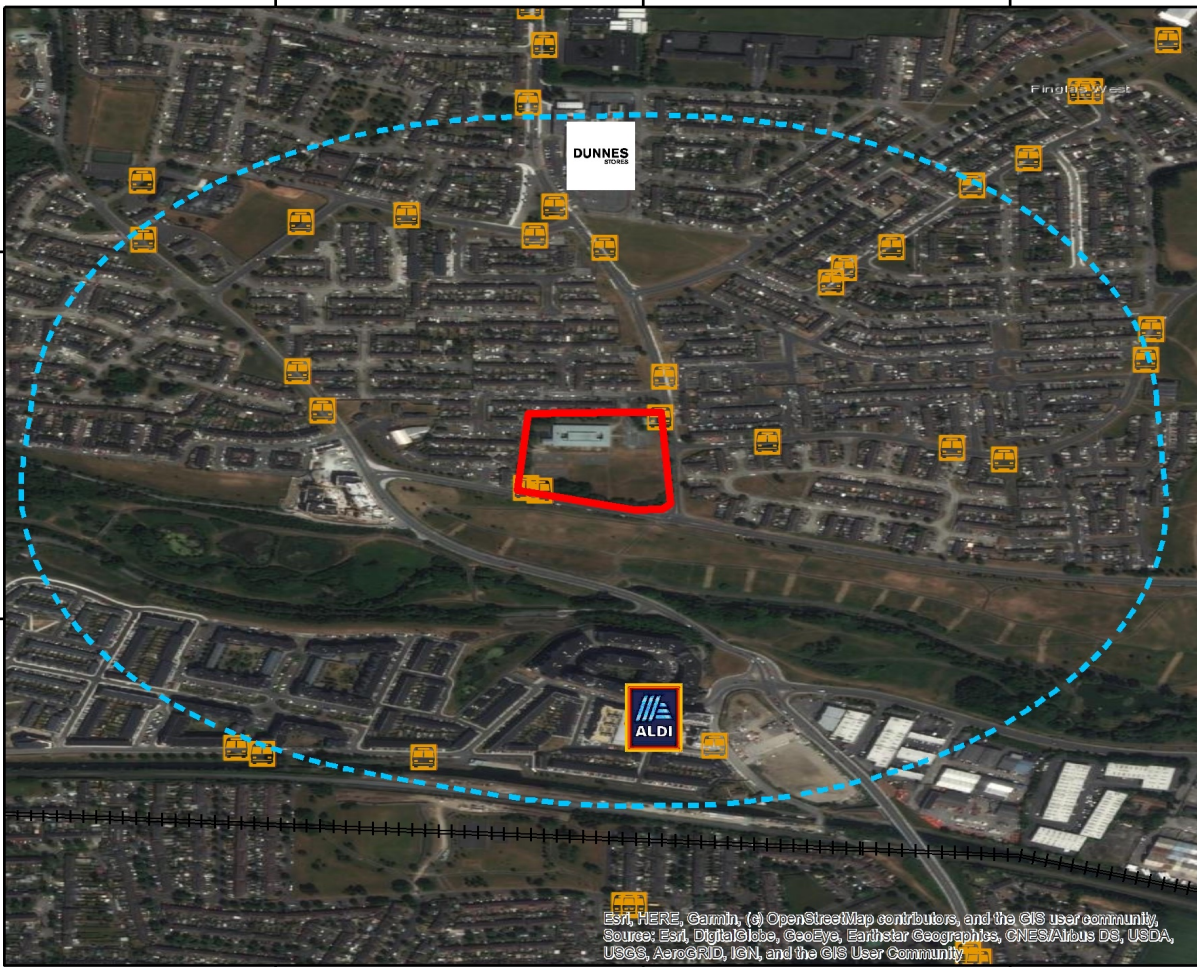 Finglas West
DUNNES
STORES
ALDI
Esri, HERE, Garmin, (c) OpenStreetMap contributors, and the GIS user community,
Source: Esri, DigitalGlobe, GeoEye, Earthstar Geographics, CNES/Airbus DS, USDA,
USGS, AeroGRID, IGN, and the GIS User Community